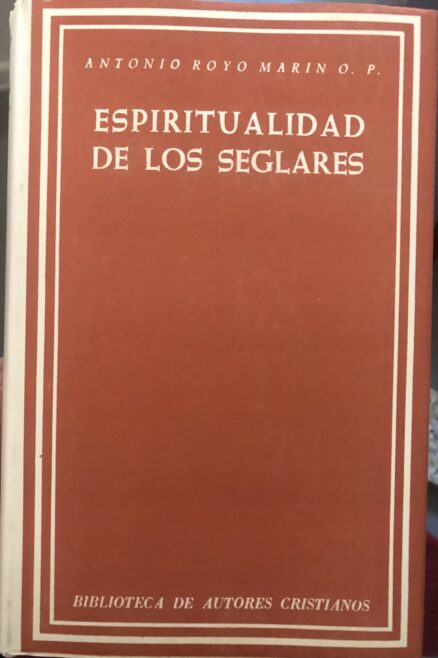 ANTONIO ROYO MARIN O. P.
ESPIRITUALIDAD
DE LOS SEGLARES
BIBLIOTECA DE AUTORES CRISTIANOS